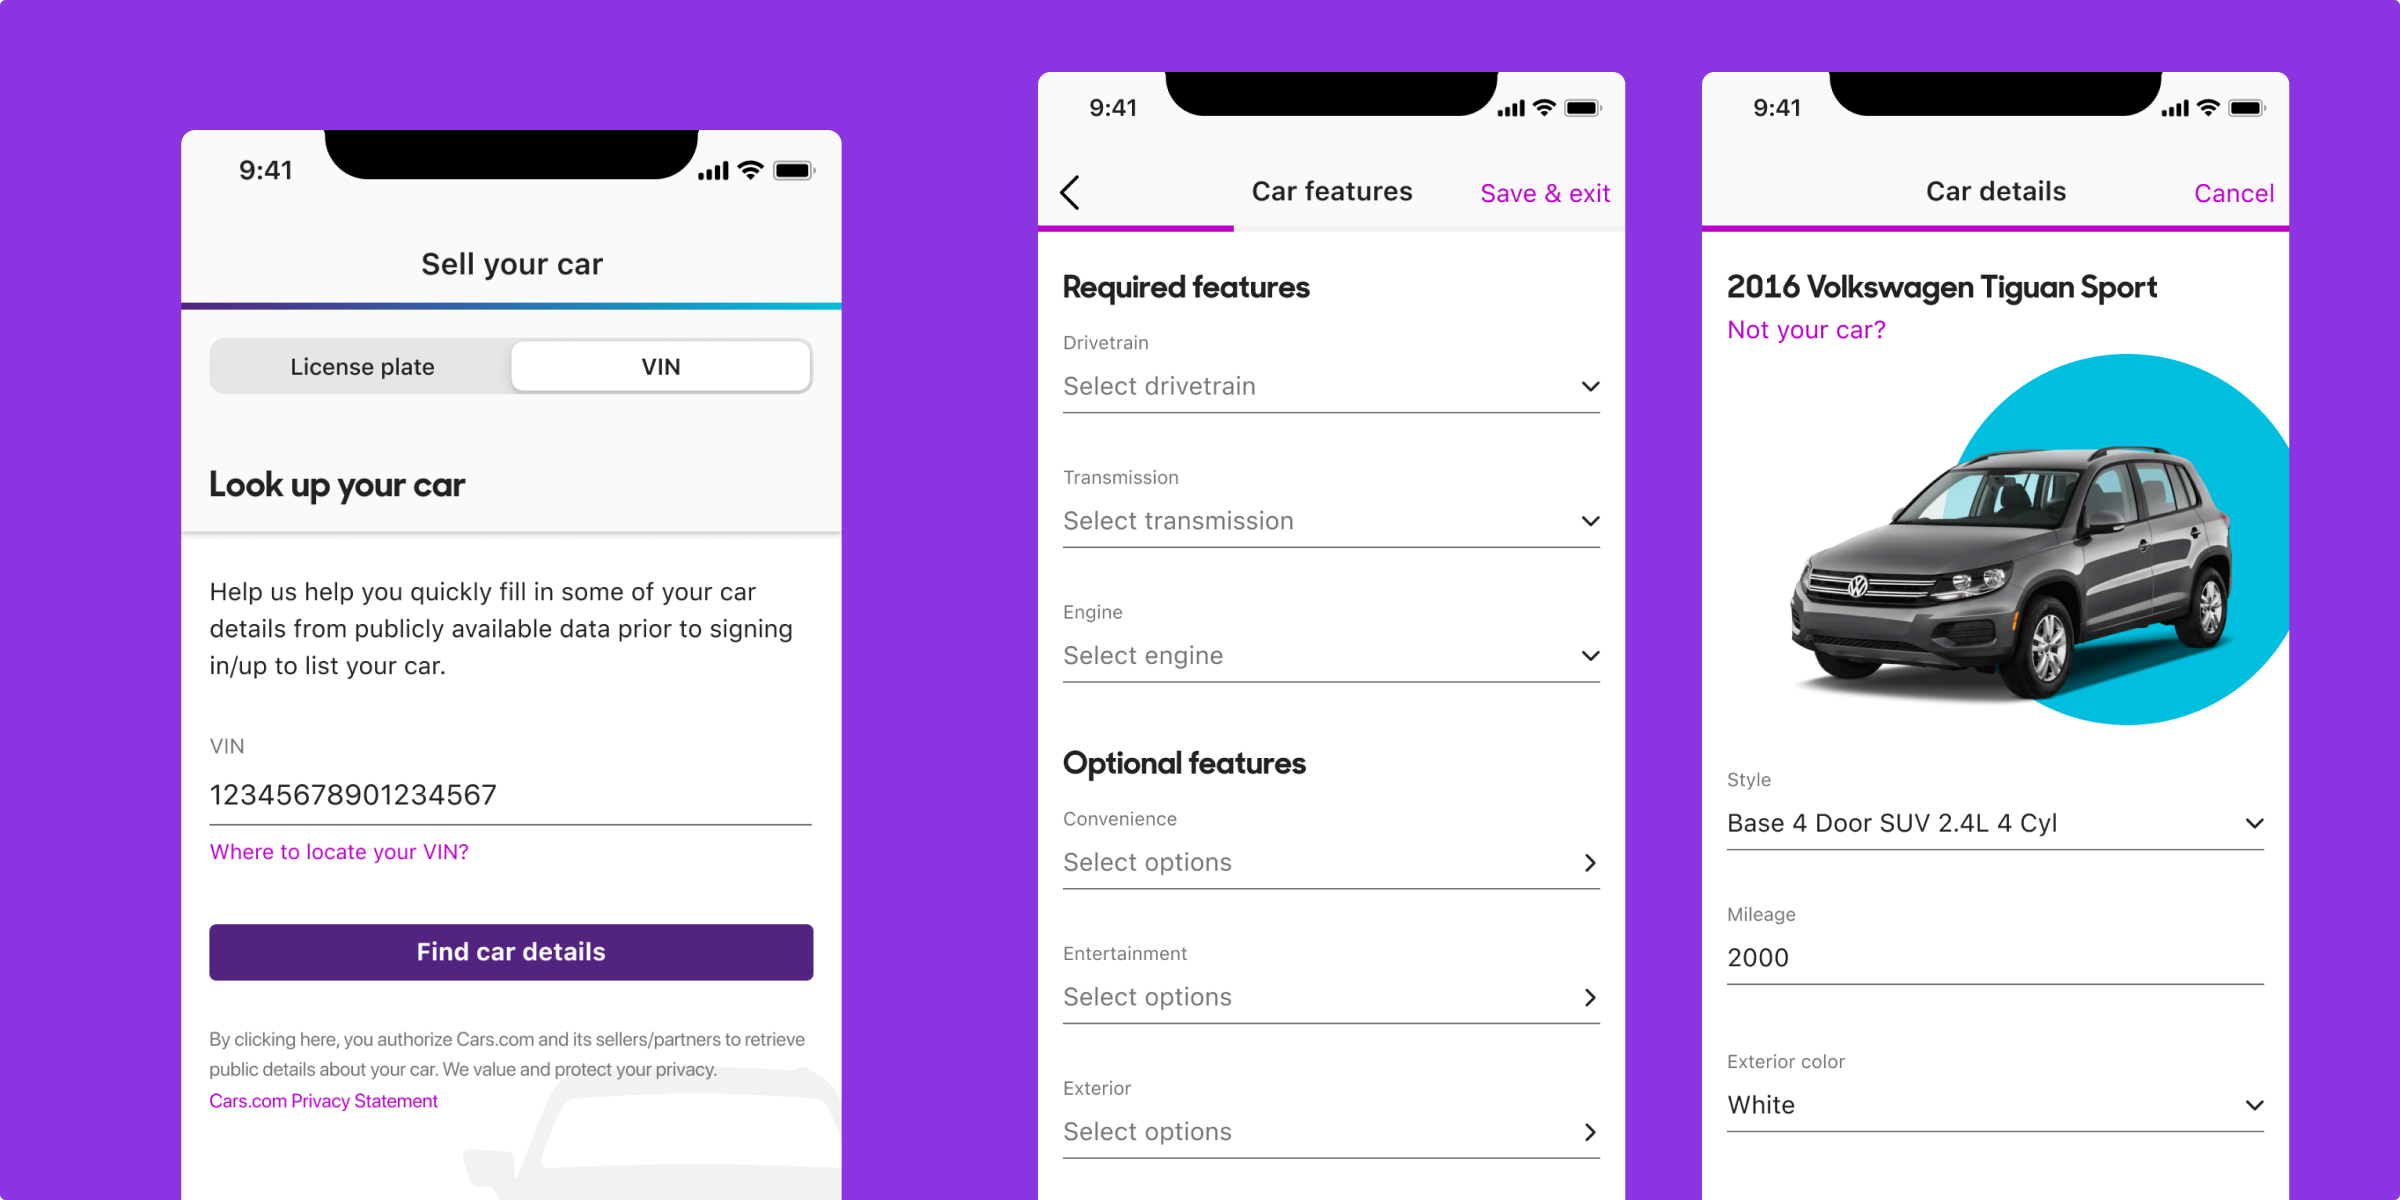 9:41
Sell your car
License plate
VIN
Look up your car
Help us help you quickly fill in some of your car
details from publicly available data prior to signing
in/up to list your car.
VIN
12345678901234567
Where to locate your VIN?
Find car details
By clicking here, you authorize Cars.com and its sellers/partners to retrieve
public details about your car. We value and protect your privacy.
Cars.com Privacy Statement
9:41
Car features
Save & exit
Required features
Drivetrain
Select drivetrain
Transmission
Select transmission
Engine
Select engine
Optional features
Convenience
Select options
Entertainment
Select options
Exterior
Select options
9:41
Car details
Cancel
2016 Volkswagen Tiguan Sport
Not your car?
Style
Base 4 Door SUV 2.4L 4 Cyl
Mileage
2000
Exterior color
White